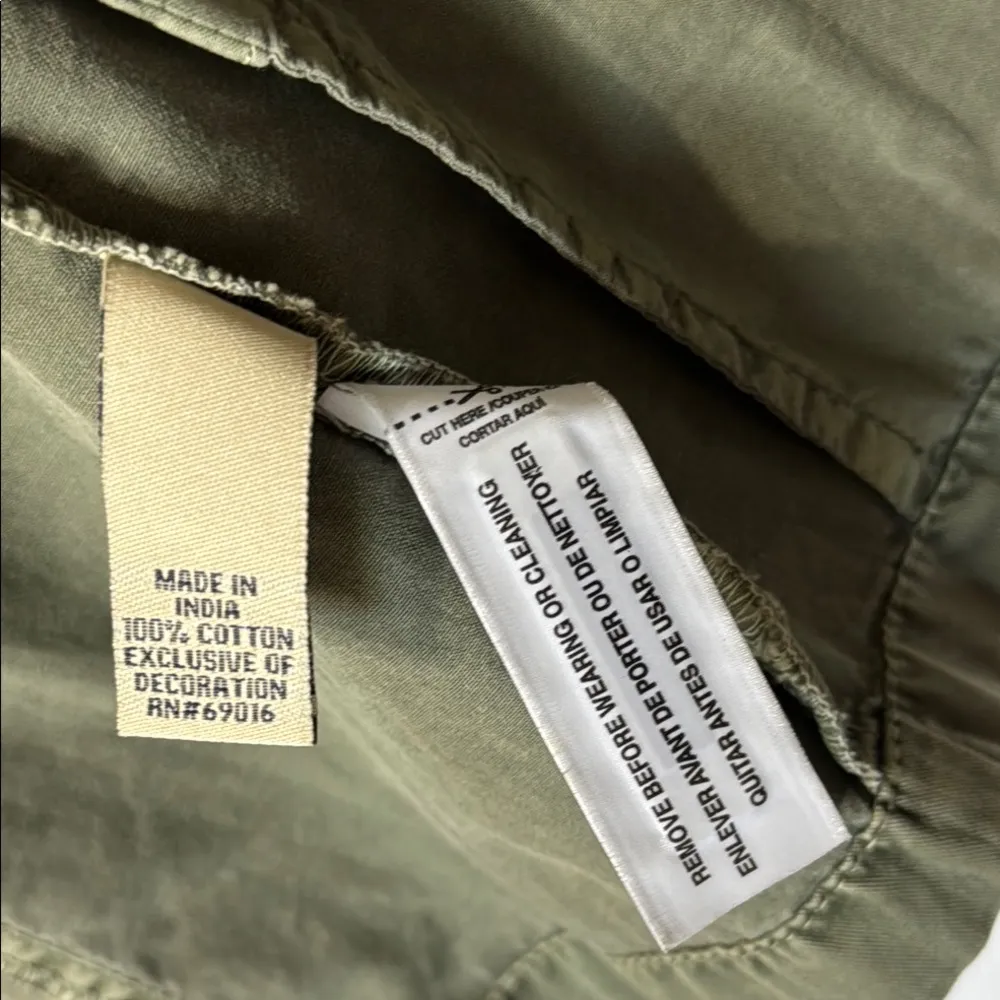 MADE IN
INDIA
100% COTTON
EXCLUSIVE OF
DECORATION
RN#69016
CUT HERE
CORTAR AQUÍ
REMOVE BEFORE WEARING OR CLEANING
ENLEVER AVANT DE PORTER OU DE NETTOYER
QUITAR ANTES DE USAR O LIMPIAR